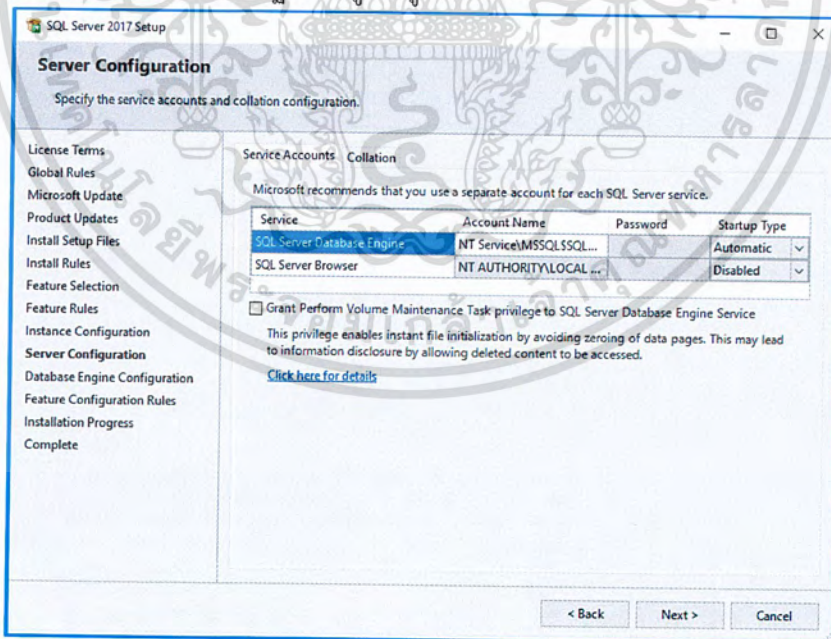 SQL Server 2017 Setup
Server Configuration
Specify the service accounts and collation configuration.
License Terms
Global Rules
Microsoft Update
Product Updates
Install Setup Files
Install Rules
Feature Selection
Feature Rules
Instance Configuration
Server Configuration
Database Engine Configuration
Feature Configuration Rules
Installation Progress
Complete
Service Accounts Collation
Microsoft recommends that you use a separate account for each SQL Server service.
Service Account Name Password Startup Type
SQL Server Database Engine NT Service\MSSQL$SQL... Automatic
SQL Server Browser NT AUTHORITY\LOCAL ... Disabled
Grant Perform Volume Maintenance Task privilege to SQL Server Database Engine Service
This privilege enables instant file initialization by avoiding zeroing of data pages. This may lead
to information disclosure by allowing deleted content to be accessed.
Click here for details
< Back Next > Cancel